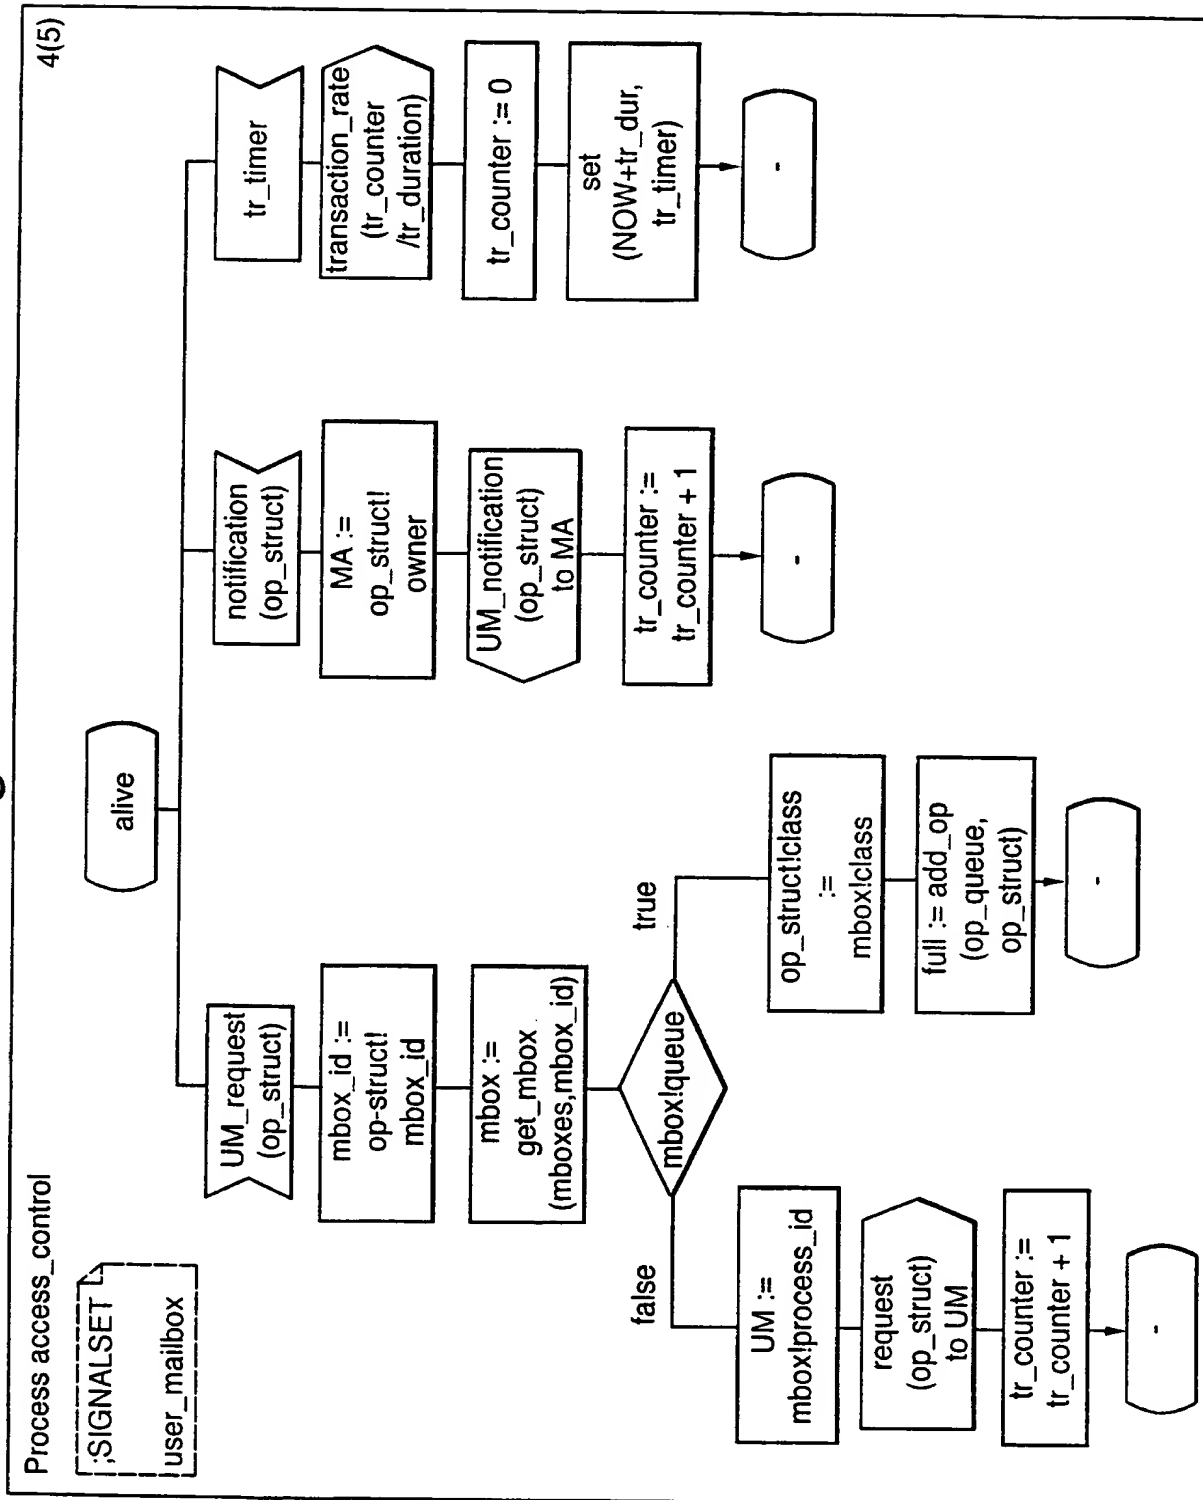 Process access_control
4(5)
;SIGNALSET
user_mailbox
alive
UM_request
(op_struct)
mbox_id :=
op-struct!
mbox_id
mbox :=
get_mbox
(mboxes,mbox_id)
mbox!queue
false
true
UM :=
mbox!process_id
request
(op_struct)
to UM
tr_counter :=
tr_counter + 1
-
op_struct!class
:=
mbox!class
full := add_op
(op_queue,
op_struct)
-
notification
(op_struct)
MA :=
op_struct!
owner
UM_notification
(op_struct)
to MA
tr_counter :=
tr_counter + 1
-
tr_timer
transaction_rate
(tr_counter
/tr_duration)
tr_counter := 0
set
(NOW+tr_dur,
tr_timer)
-